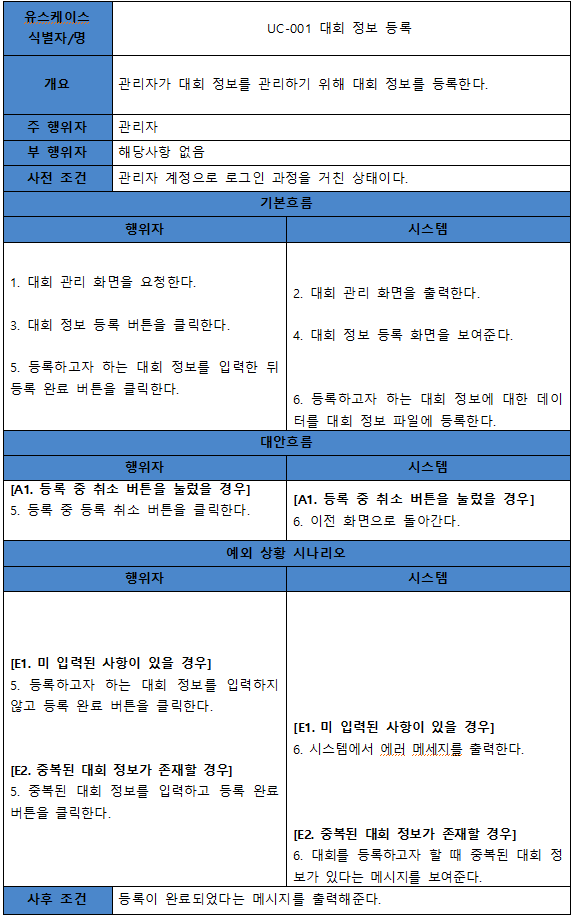 유스케이스
식별자/명
UC-001 대회 정보 등록
개요
관리자가 대회 정보를 관리하기 위해 대회 정보를 등록한다.
주 행위자
관리자
부 행위자
해당사항 없음
사전 조건
관리자 계정으로 로그인 과정을 거친 상태이다.
기본흐름
행위자
시스템
1. 대회 관리 화면을 요청한다.
3. 대회 정보 등록 버튼을 클릭한다.
5. 등록하고자 하는 대회 정보를 입력한 뒤
등록 완료 버튼을 클릭한다.
2. 대회 관리 화면을 출력한다.
4. 대회 정보 등록 화면을 보여준다.
6. 등록하고자 하는 대회 정보에 대한 데이
터를 대회 정보 파일에 등록한다.
대안흐름
행위자
시스템
[A1. 등록 중 취소 버튼을 눌렀을 경우]
5. 등록 중 등록 취소 버튼을 클릭한다.
[A1. 등록 중 취소 버튼을 눌렀을 경우]
6. 이전 화면으로 돌아간다.
예외 상황 시나리오
행위자
시스템
[E1. 미 입력된 사항이 있을 경우]
5. 등록하고자 하는 대회 정보를 입력하지
않고 등록 완료 버튼을 클릭한다.
[E2. 중복된 대회 정보가 존재할 경우]
5. 중복된 대회 정보를 입력하고 등록 완료
버튼을 클릭한다.
[E1. 미 입력된 사항이 있을 경우]
6. 시스템에서 에러 메세지를 출력한다.
[E2. 중복된 대회 정보가 존재할 경우]
6. 대회를 등록하고자 할 때 중복된 대회 정
보가 있다는 메시지를 보여준다.
사후 조건
등록이 완료되었다는 메시지를 출력해준다.